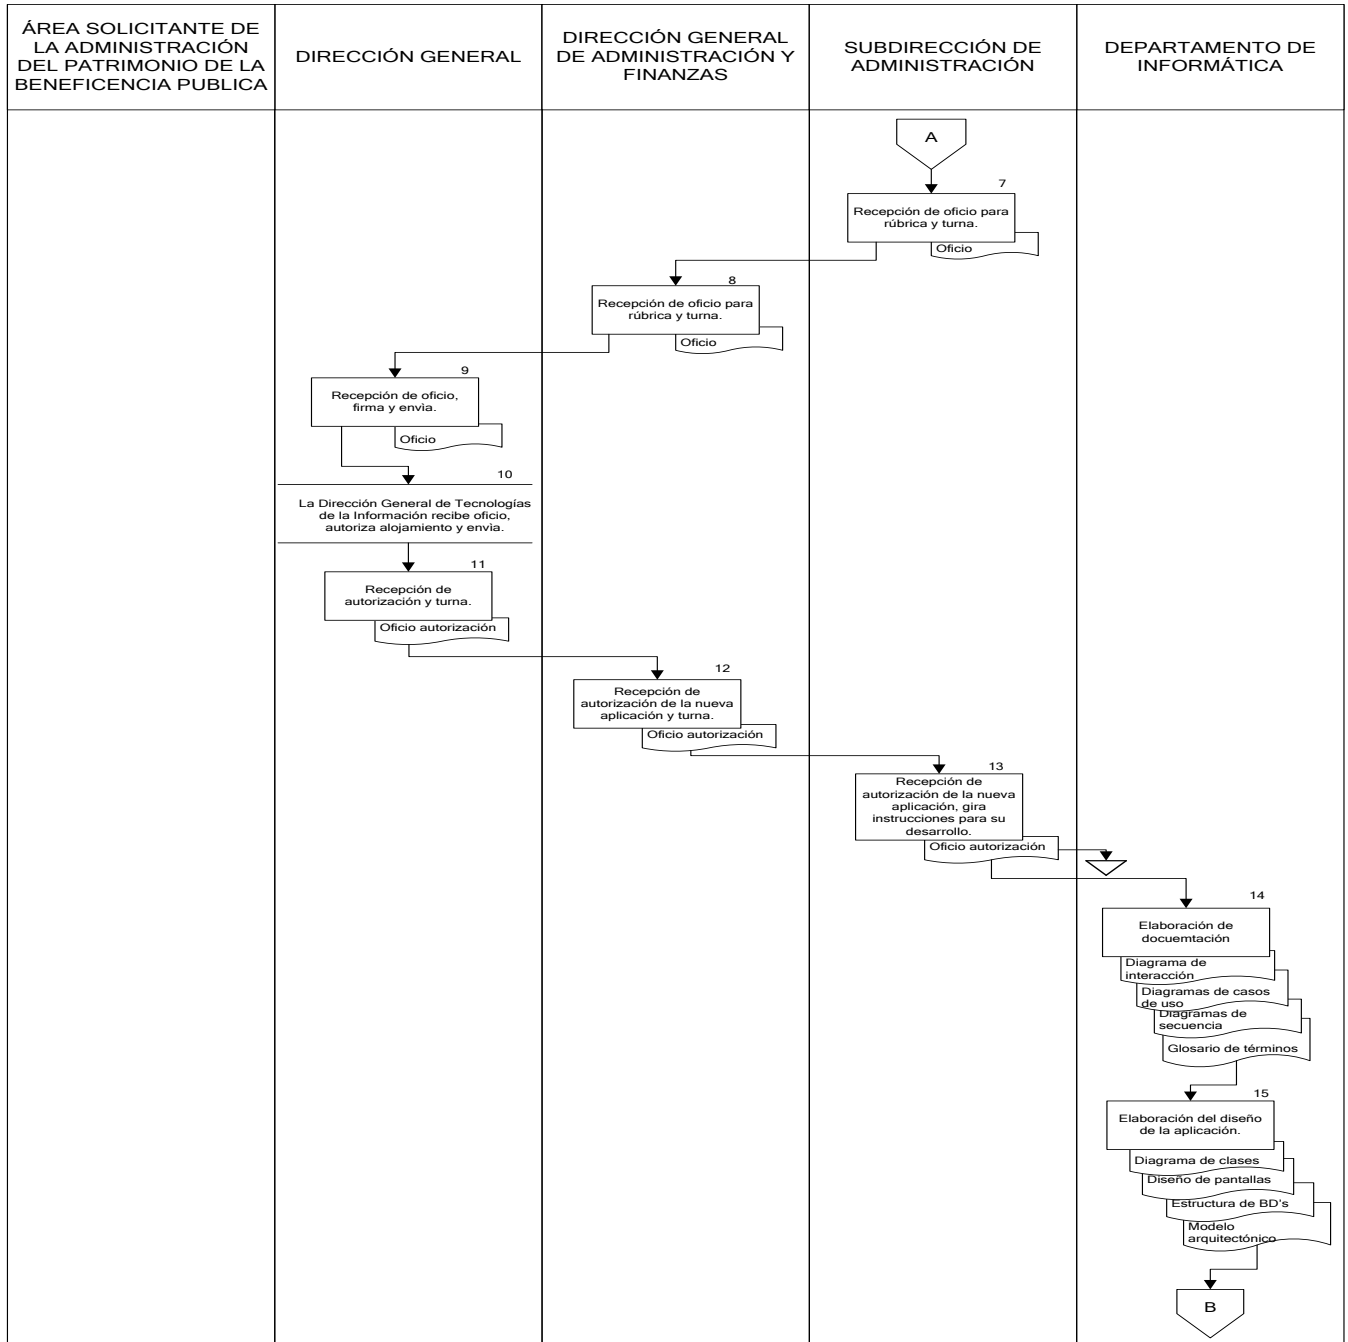 ÁREA SOLICITANTE DE
LA ADMINISTRACIÓN
DEL PATRIMONIO DE LA
BENEFICENCIA PUBLICA
DIRECCIÓN GENERAL
DIRECCIÓN GENERAL
DE ADMINISTRACIÓN Y
FINANZAS
SUBDIRECCIÓN DE
ADMINISTRACIÓN
DEPARTAMENTO DE
INFORMÁTICA
A
7
Recepción de oficio para
rúbrica y turna.
Oficio
8
Recepción de oficio para
rúbrica y turna.
Oficio
9
Recepción de oficio,
firma y envìa.
Oficio
10
La Dirección General de Tecnologías
de la Información recibe oficio,
autoriza alojamiento y envìa.
11
Recepción de
autorización y turna.
Oficio autorización
12
Recepción de
autorización de la nueva
aplicación y turna.
Oficio autorización
13
Recepción de
autorización de la nueva
aplicación, gira
instrucciones para su
desarrollo.
Oficio autorización
14
Elaboración de
docuemtación
Diagrama de
interacción
Diagramas de casos
de uso
Diagramas de
secuencia
Glosario de términos
15
Elaboración del diseño
de la aplicación.
Diagrama de clases
Diseño de pantallas
Estructura de BD's
Modelo
arquitectónico
B